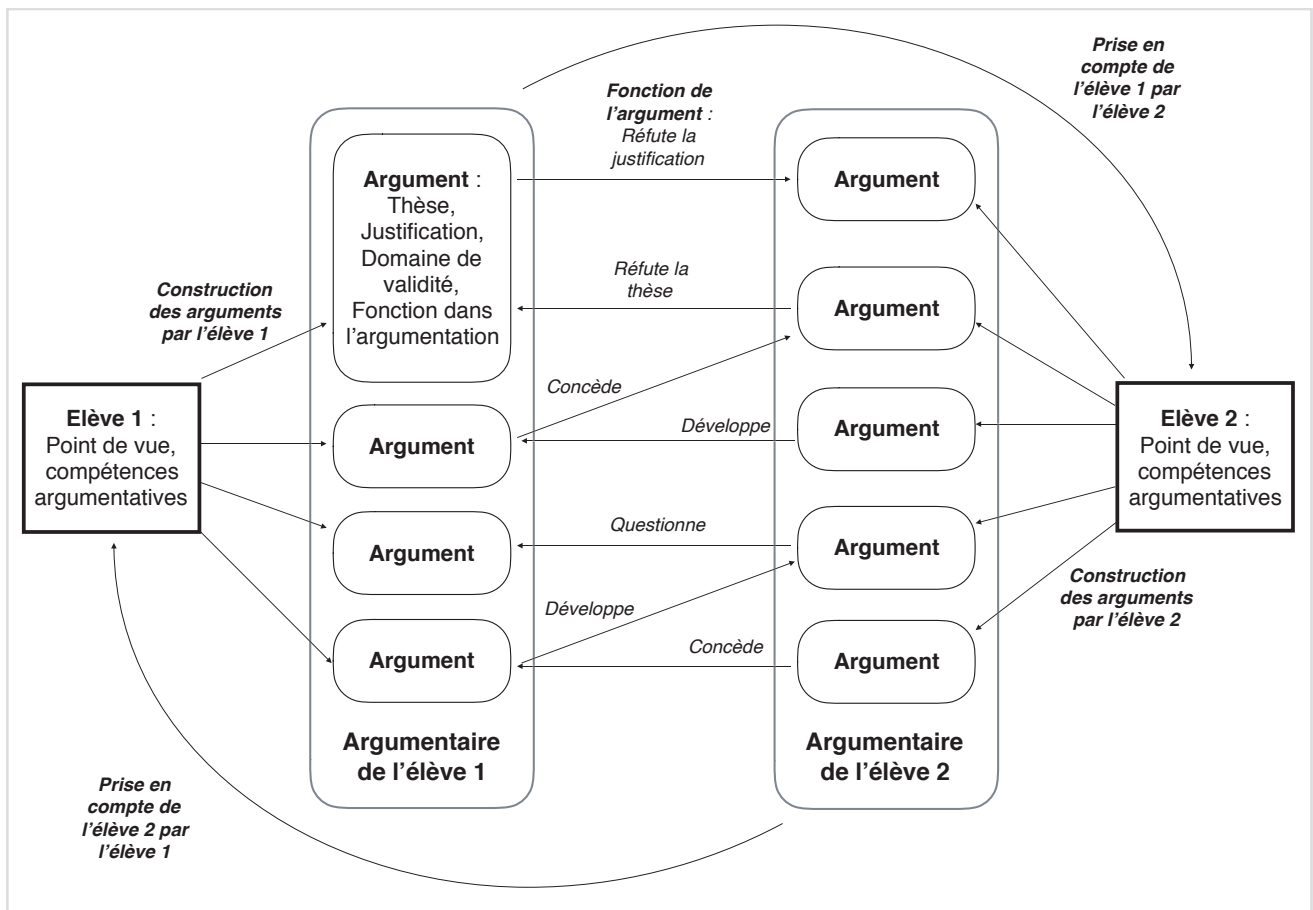 Prise en
compte de
l'élève 1 par
l'élève 2
Fonction de
l'argument :
Réfute la
justification
Argument :
Thèse,
Justification,
Domaine de
validité,
Fonction dans
l'argumentation
Argument
Réfute la
thèse
Argument
Construction
des arguments
par l'élève 1
Concède
Elève 1 :
Point de vue,
compétences
argumentatives
Argument
Développe
Argument
Elève 2 :
Point de vue,
compétences
argumentatives
Argument
Questionne
Argument
Construction
des arguments
par l'élève 2
Développe
Argument
Concède
Argument
Argumentaire
de l'élève 1
Argumentaire
de l'élève 2
Prise en
compte de
l'élève 2 par
l'élève 1